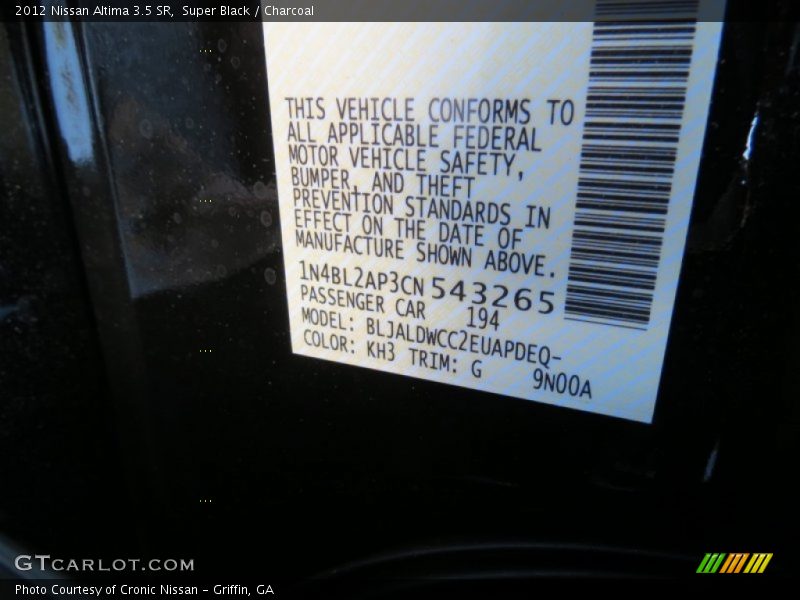 2012 Nissan Altima 3.5 SR,  Super Black / Charcoal
THIS VEHICLE CONFORMS TO
ALL APPLICABLE FEDERAL
MOTOR VEHICLE SAFETY,
BUMPER, AND THEFT
PREVENTION STANDARDS IN
EFFECT ON THE DATE OF
MANUFACTURE SHOWN ABOVE.
1N4BL2AP3CN 543265
PASSENGER CAR 194
MODEL: BLJALDWCC2EUAPDEQ-
COLOR: KH3 TRIM: G 9N00A
GTCARLOT.COM
Photo Courtesy of Cronic Nissan - Griffin, GA